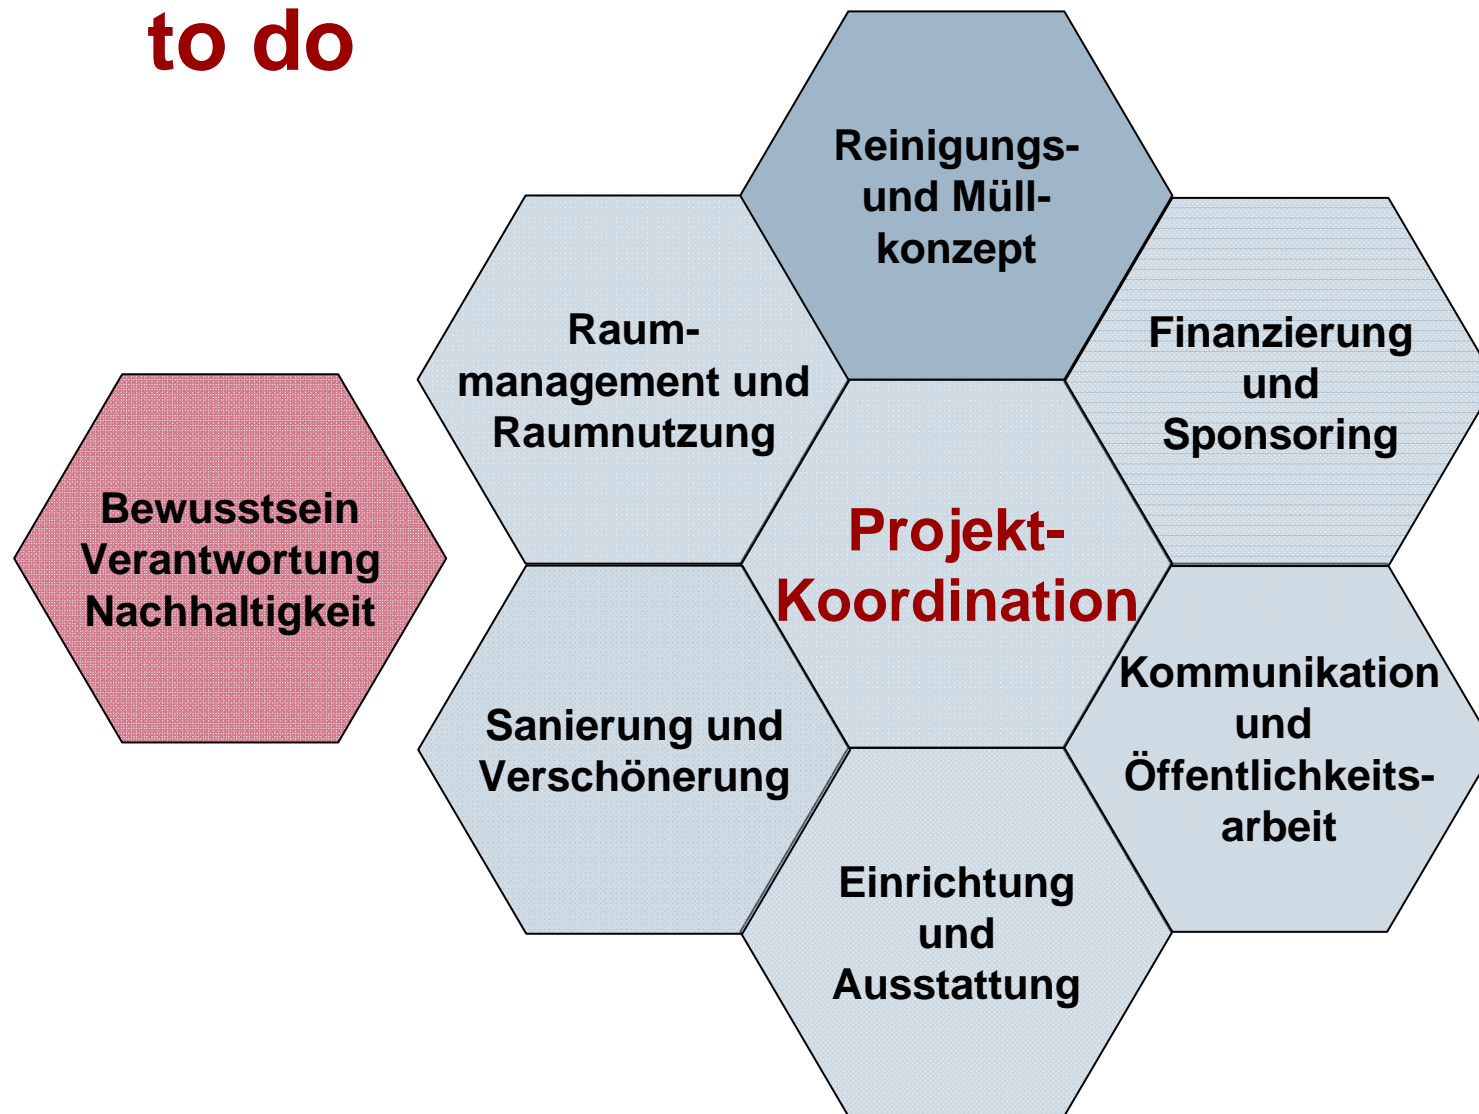 to do
Reinigungs-
und Müll-
konzept
Raum-
management und
Raumnutzung
Finanzierung
und
Sponsoring
Bewusstsein
Verantwortung
Nachhaltigkeit
Projekt-
Koordination
Sanierung und
Verschönerung
Kommunikation
und
Öffentlichkeits-
arbeit
Einrichtung
und
Ausstattung